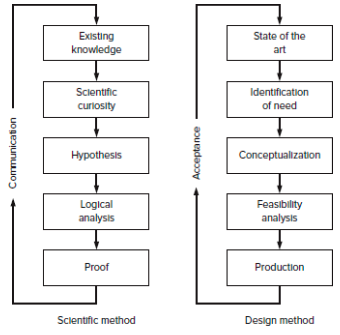 Existing
knowledge
Scientific
curiosity
Hypothesis
Logical
analysis
Proof
Communication
Scientific method
State of the
art
Identification
of need
Conceptualization
Feasibility
analysis
Production
Acceptance
Design method